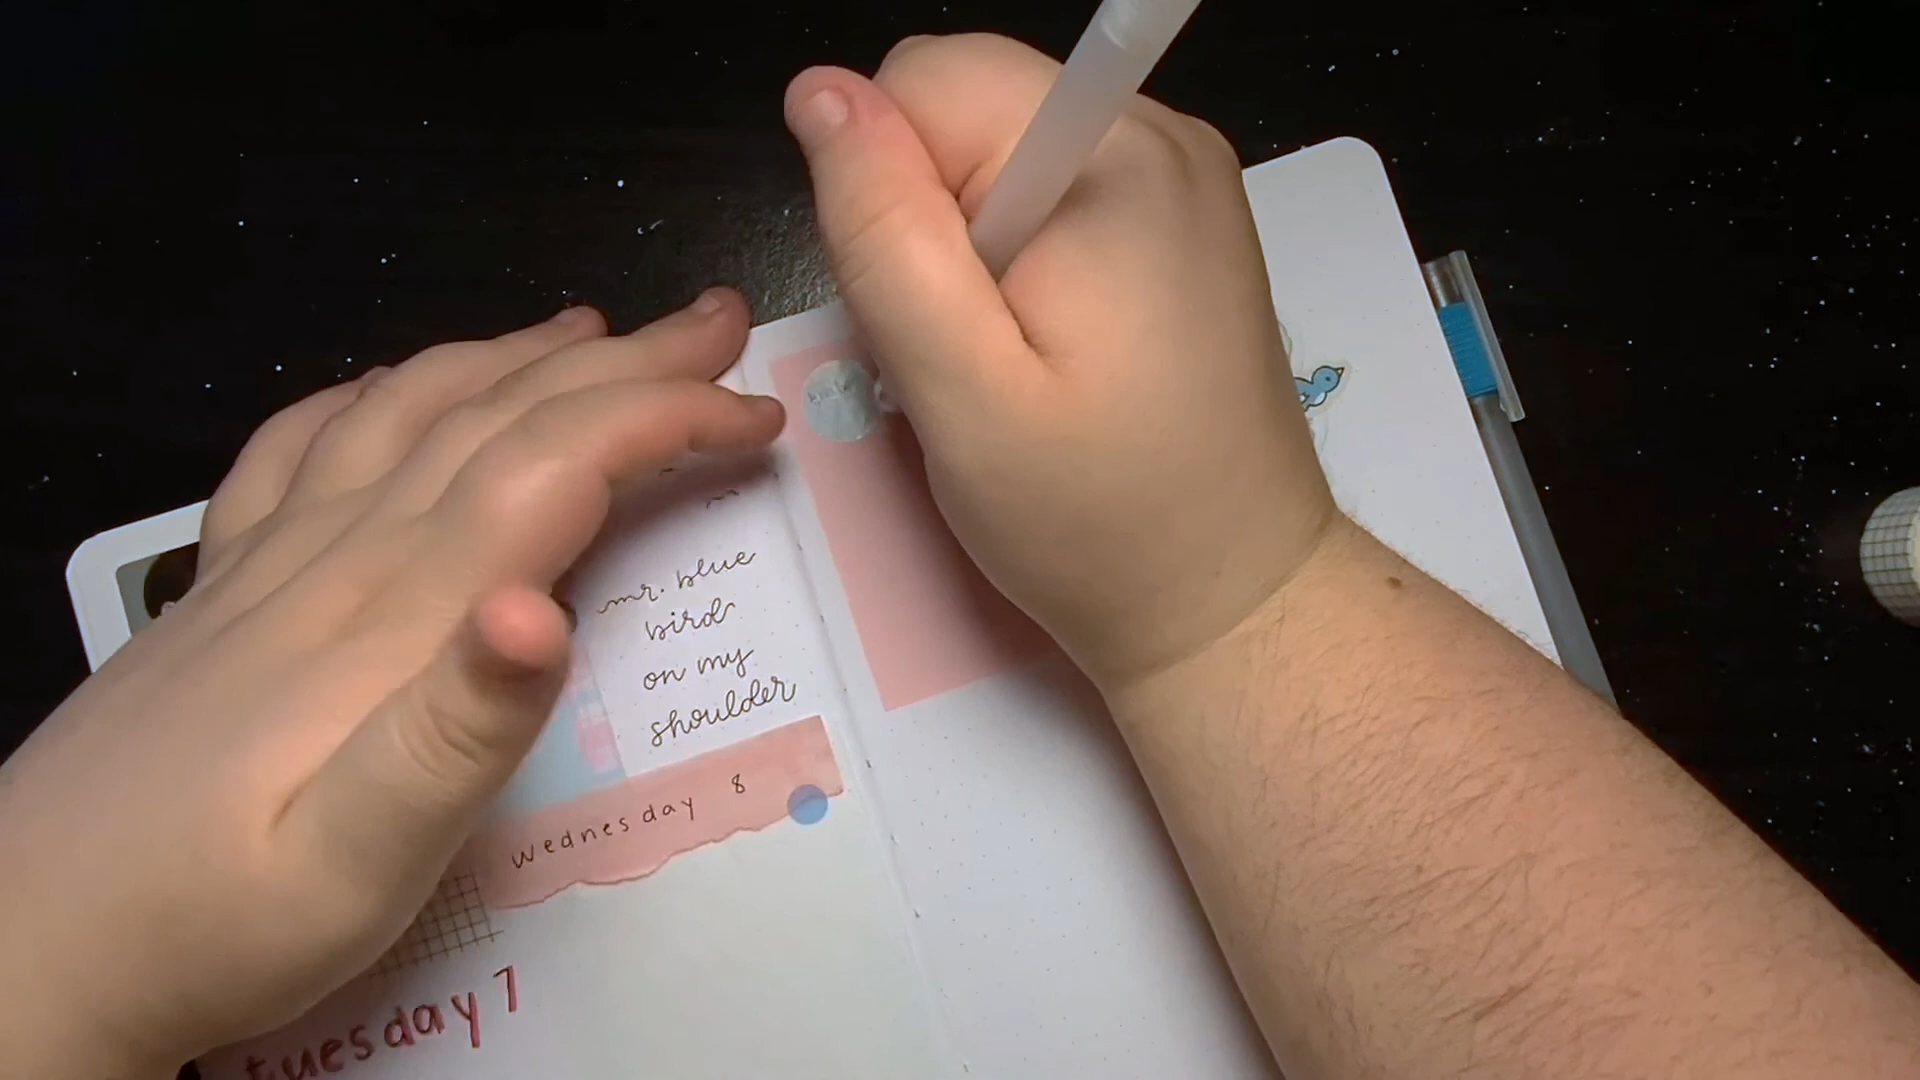 mr. blue
bird
on my
shoulder
wednesday 8
tuesday 7